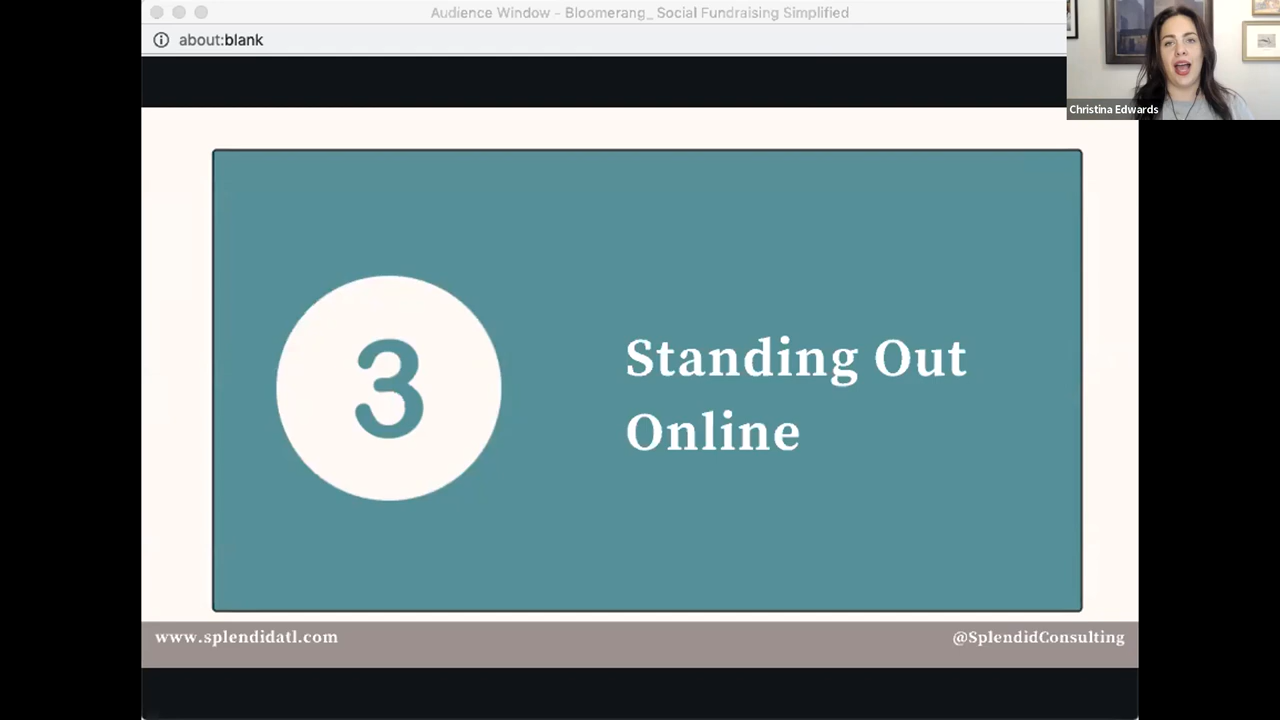 Audience Window - Bloomerang_ Social Fundraising Simplified
about:blank
Christina Edwards
3
Standing Out
Online
www.splendidatl.com
@SplendidConsulting